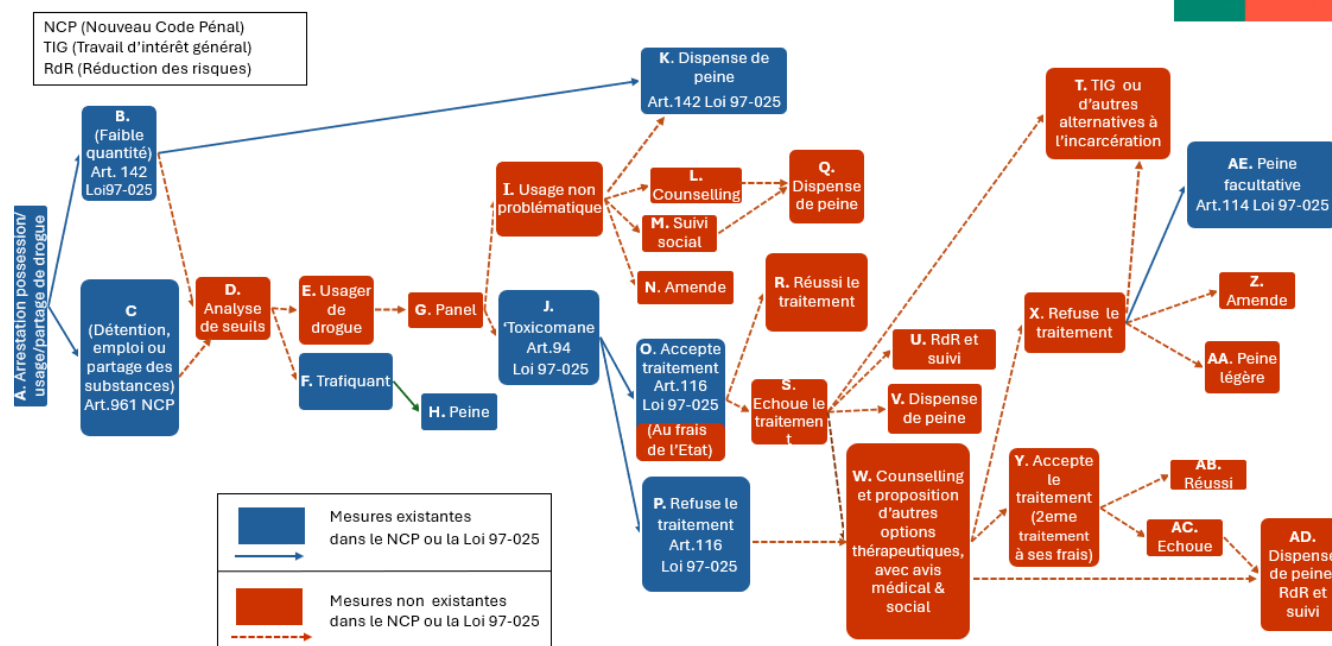 NCP (Nouveau Code Pénal)
TIG (Travail d'intérêt général)
RdR (Réduction des risques)
A. Arrestation possession/
usage/partage de drogue
B.
(Faible
quantité)
Art. 142
Loi97-025
C
(Détention,
emploi ou
partage des
substances)
Art.961 NCP
D.
Analyse
de seuils
E. Usager
de
drogue
F. Trafiquant
G. Panel
H. Peine
I. Usage non
problématique
J.
'Toxicomane
Art.94
Loi 97-025
K. Dispense de
peine
Art.142 Loi 97-025
L.
Counselling
M. Suivi
social
N. Amende
O. Accepte
traitement
Art.116
Loi 97-025
(Au frais
de l'Etat)
P. Refuse le
traitement
Art.116
Loi 97-025
Q.
Dispense
de peine
R. Réussi le
traitement
S.
Echoue le
traitemen
t
T. TIG ou
d'autres
alternatives à
l'incarcération
U. RdR et
suivi
V. Dispense
de peine
W. Counselling
et proposition
d'autres
options
thérapeutiques,
avec avis
médical &
social
X. Refuse le
traitement
Y. Accepte
le
traitement
(2eme
traitement
à ses frais)
Z.
Amende
AA. Peine
légère
AB.
Réussi
AC.
Echoue
AD.
Dispense
de peine
RdR et
suivi
AE. Peine
facultative
Art.114 Loi 97-025
Mesures existantes
dans le NCP ou la Loi 97-025
Mesures non existantes
dans le NCP ou la Loi 97-025